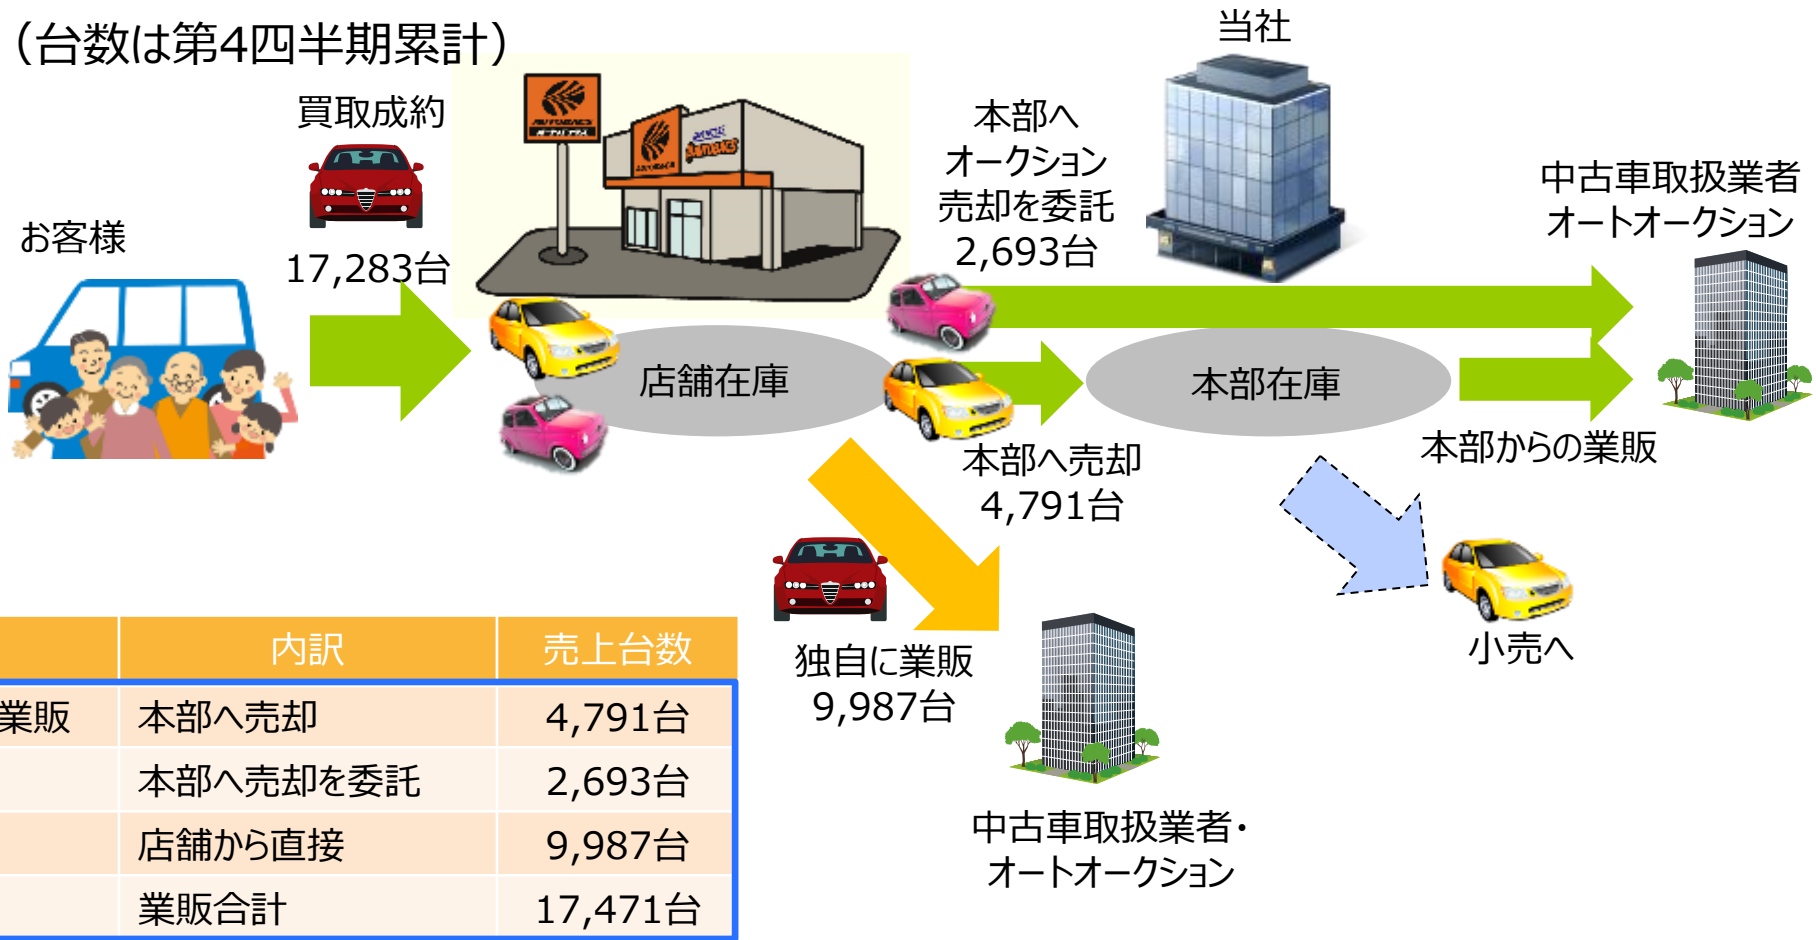 （台数は第4四半期累計）
当社
買取成約
17,283台
お客様
AUTOBACS
AUTOBACS
本部へ
オークション
売却を委託
2,693台
中古車取扱業者
オートオークション
店舗在庫
本部在庫
本部へ売却
4,791台
本部からの業販
独自に業販
9,987台
小売へ
中古車取扱業者・
オートオークション
内訳 売上台数
業販 本部へ売却 4,791台
本部へ売却を委託 2,693台
店舗から直接 9,987台
業販合計 17,471台